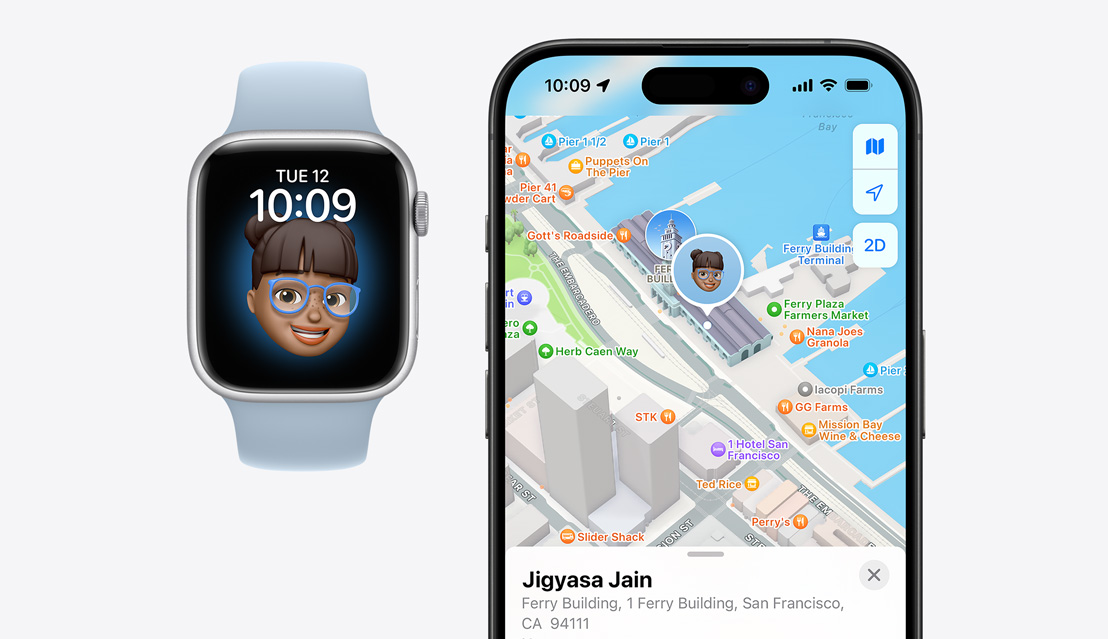 TUE 12
10:09
10:09
Bay
Pier 1 1/2
Pier 1
Puppets On
The Pier
Pier 41
wder Cart
Gott's Roadside
THE EMBARCADERO
Ferry Building
Terminal
2D
Ferry Plaza
Farmers Market
Nana Joes
Granola
Herb Caen Way
Pier
Iacopi Farms
GG Farms
STK
Mission Bay
Wine & Cheese
1 Hotel San
Francisco
Ted Rice
THE EM
Perry's
Slider Shack
Jigyasa Jain
Ferry Building, 1 Ferry Building, San Francisco,
CA 94111